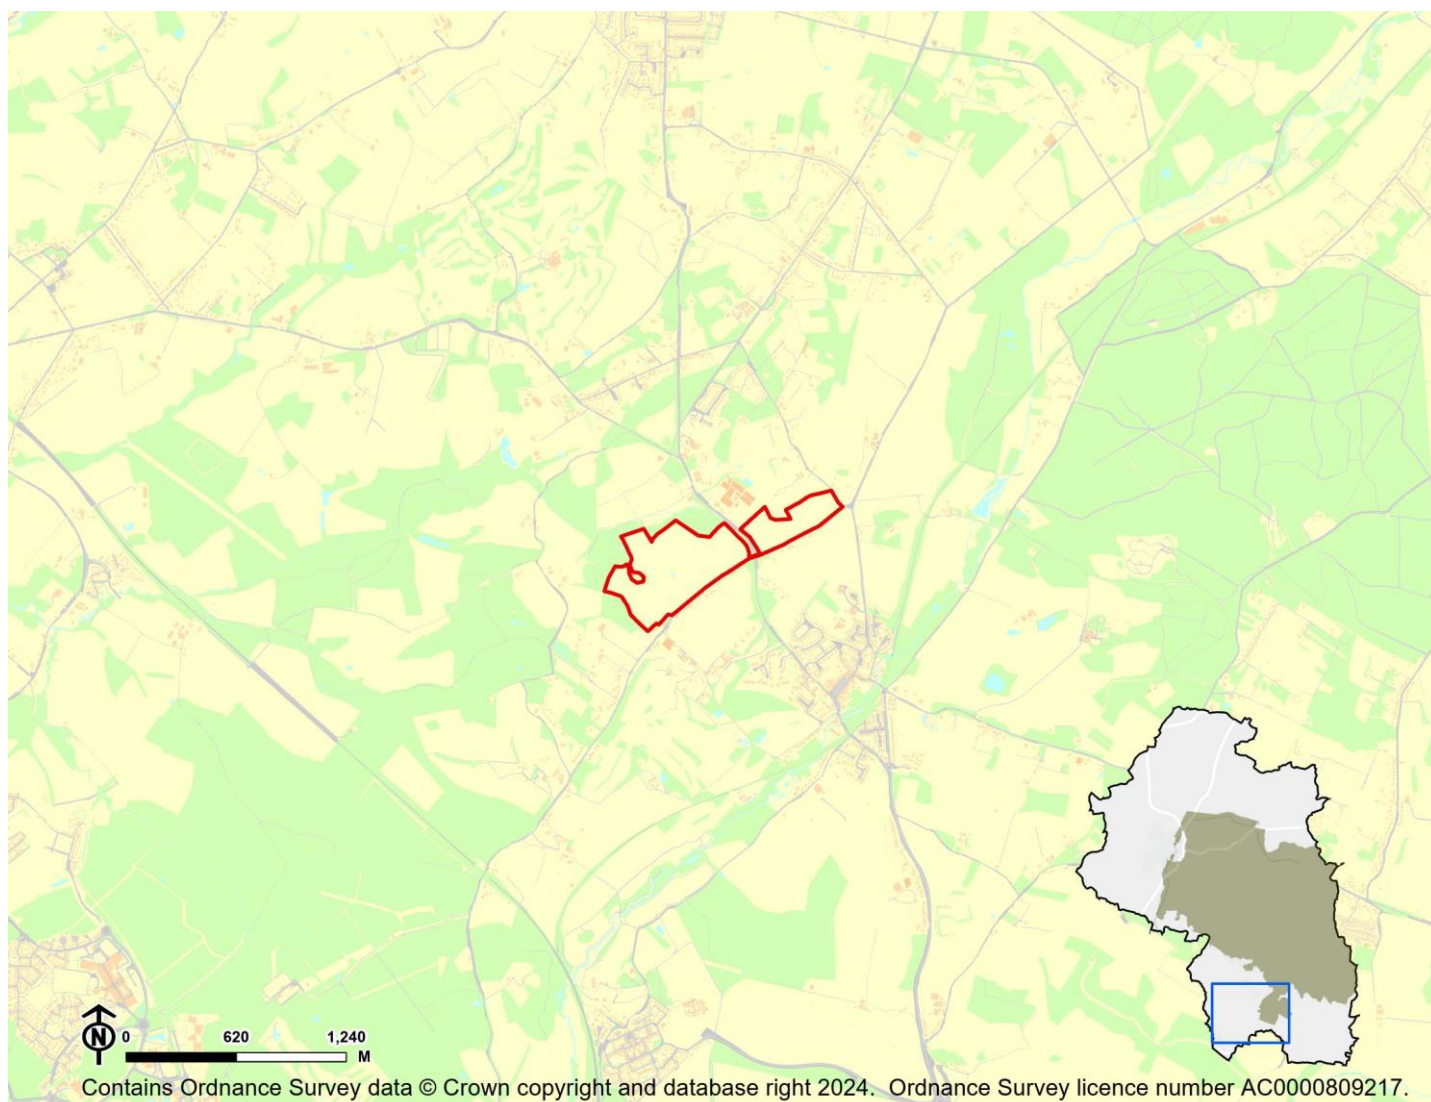 N
0 620 1,240
M
Contains Ordnance Survey data © Crown copyright and database right 2024. Ordnance Survey licence number AC0000809217.